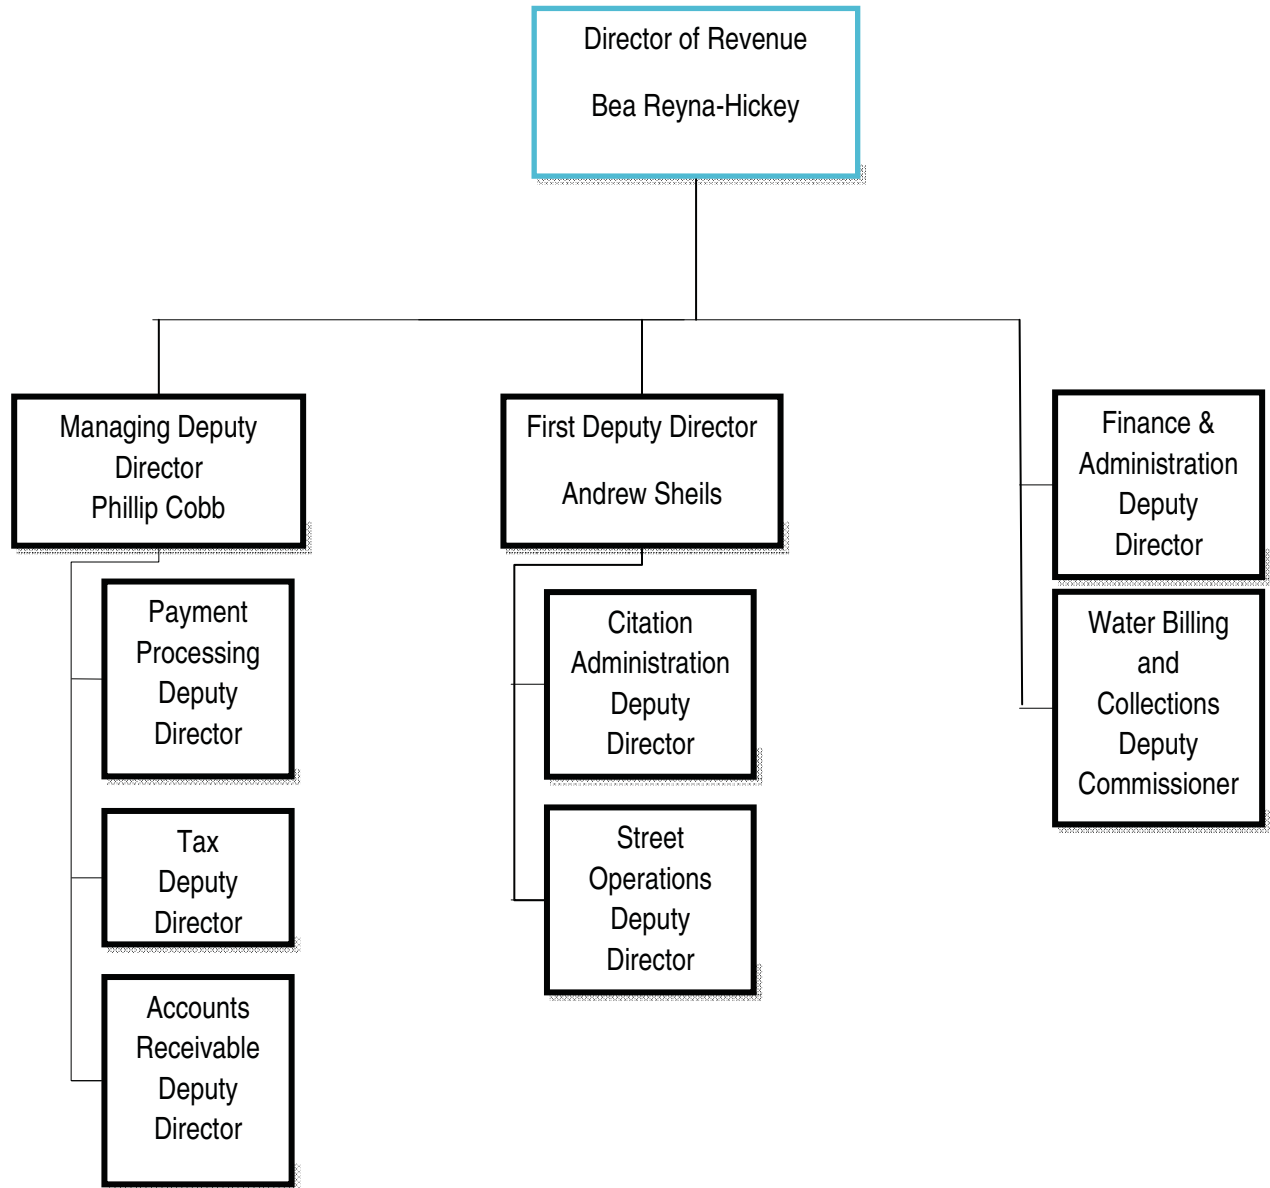 Director of Revenue
Bea Reyna-Hickey
Managing Deputy
Director
Phillip Cobb
Payment
Processing
Deputy
Director
Tax
Deputy
Director
Accounts
Receivable
Deputy
Director
First Deputy Director
Andrew Sheils
Citation
Administration
Deputy
Director
Street
Operations
Deputy
Director
Finance &
Administration
Deputy
Director
Water Billing
and
Collections
Deputy
Commissioner